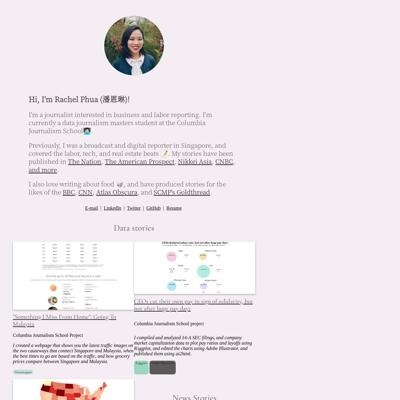 Hi, I'm Rachel Phua (潘恩琳)!
I'm a journalist interested in business and labor reporting. I'm
currently a data journalism masters student at the Columbia
Journalism School
Previously, I was a broadcast and digital reporter in Singapore, and
covered the labor, tech, and real estate beats . My stories have been
published in The Nation, The American Prospect, Nikkei Asia, CNBC,
and more.
I also love writing about food , and have produced stories for the
likes of the BBC, CNN, Atlas Obscura, and SCMP's Goldthread.
E-mail | LinkedIn | Twitter | GitHub | Resume
Data stories
"Something I Miss From Home": Going To
Malaysia
Columbia Journalism School Project
I created a webpage that shows you the latest traffic images on
the two causeways that connect Singapore and Malaysia, when
the best times to go are based on the traffic, and how grocery
prices compare between Singapore and Malaysia.
CEOs cut their own pay in sign of solidarity, but
not after huge pay days
Columbia Journalism School project
I compiled and analyzed 14-A SEC filings, and company
market capitalization data to plot pay ratios and layoffs using
R/ggplot, and edited the charts using Adobe Illustrator, and
published them using ai2html.
News Stories